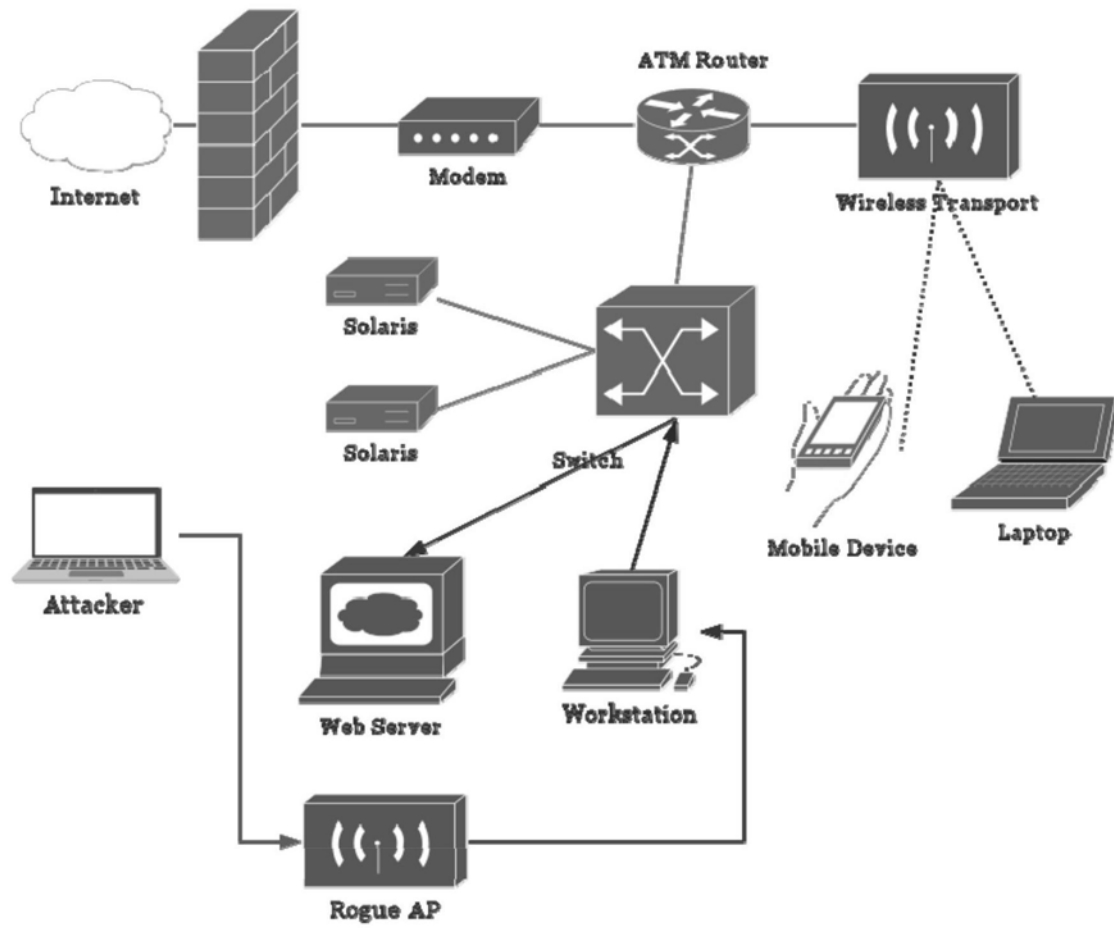 ATM Router
Internet
Modem
Wireless Transport
Solaris
Solaris
Switch
Mobile Device
Laptop
Attacker
Web Server
Workstation
Rogue AP